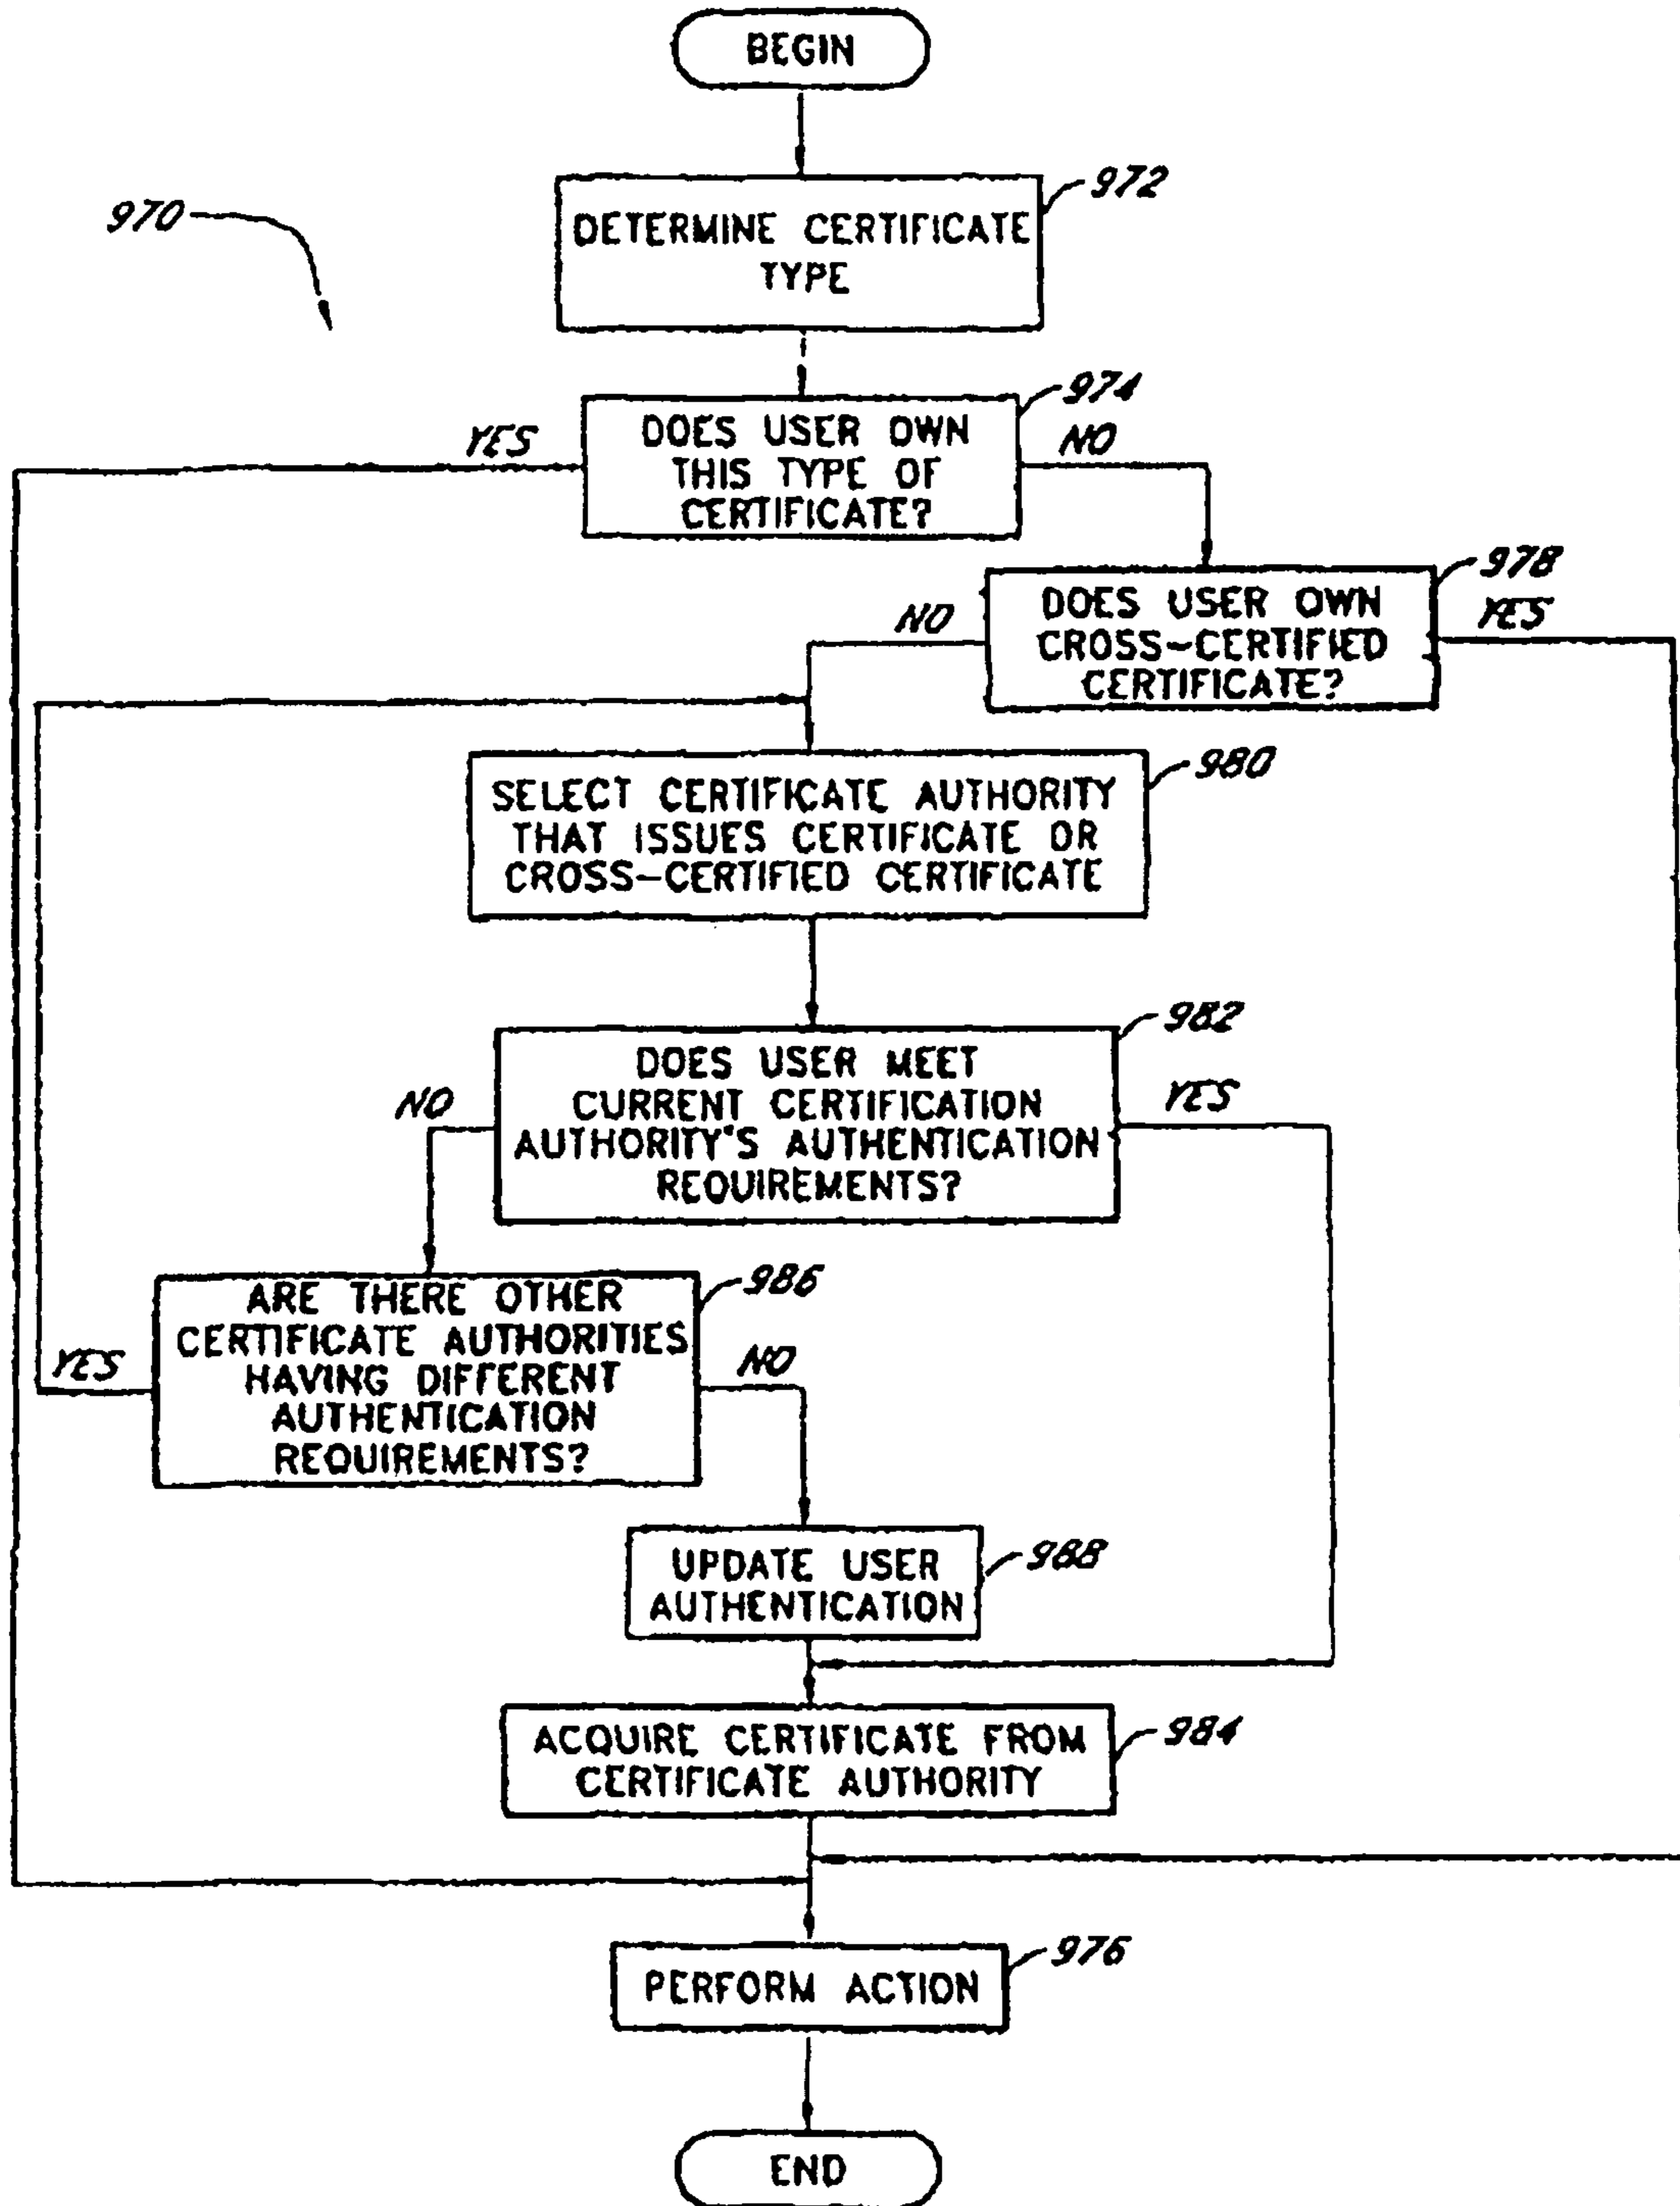 BEGIN
972
DETERMINE CERTIFICATE
TYPE
970
974
YES
DOES USER OWN
THIS TYPE OF
CERTIFICATE?
NO
978
NO
DOES USER OWN
CROSS-CERTIFIED
CERTIFICATE?
YES
980
SELECT CERTIFICATE AUTHORITY
THAT ISSUES CERTIFICATE OR
CROSS-CERTIFIED CERTIFICATE
982
NO
DOES USER MEET
CURRENT CERTIFICATION
AUTHORITY'S AUTHENTICATION
REQUIREMENTS?
YES
986
YES
ARE THERE OTHER
CERTIFICATE AUTHORITIES
HAVING DIFFERENT
AUTHENTICATION
REQUIREMENTS?
NO
988
UPDATE USER
AUTHENTICATION
984
ACQUIRE CERTIFICATE FROM
CERTIFICATE AUTHORITY
976
PERFORM ACTION
END